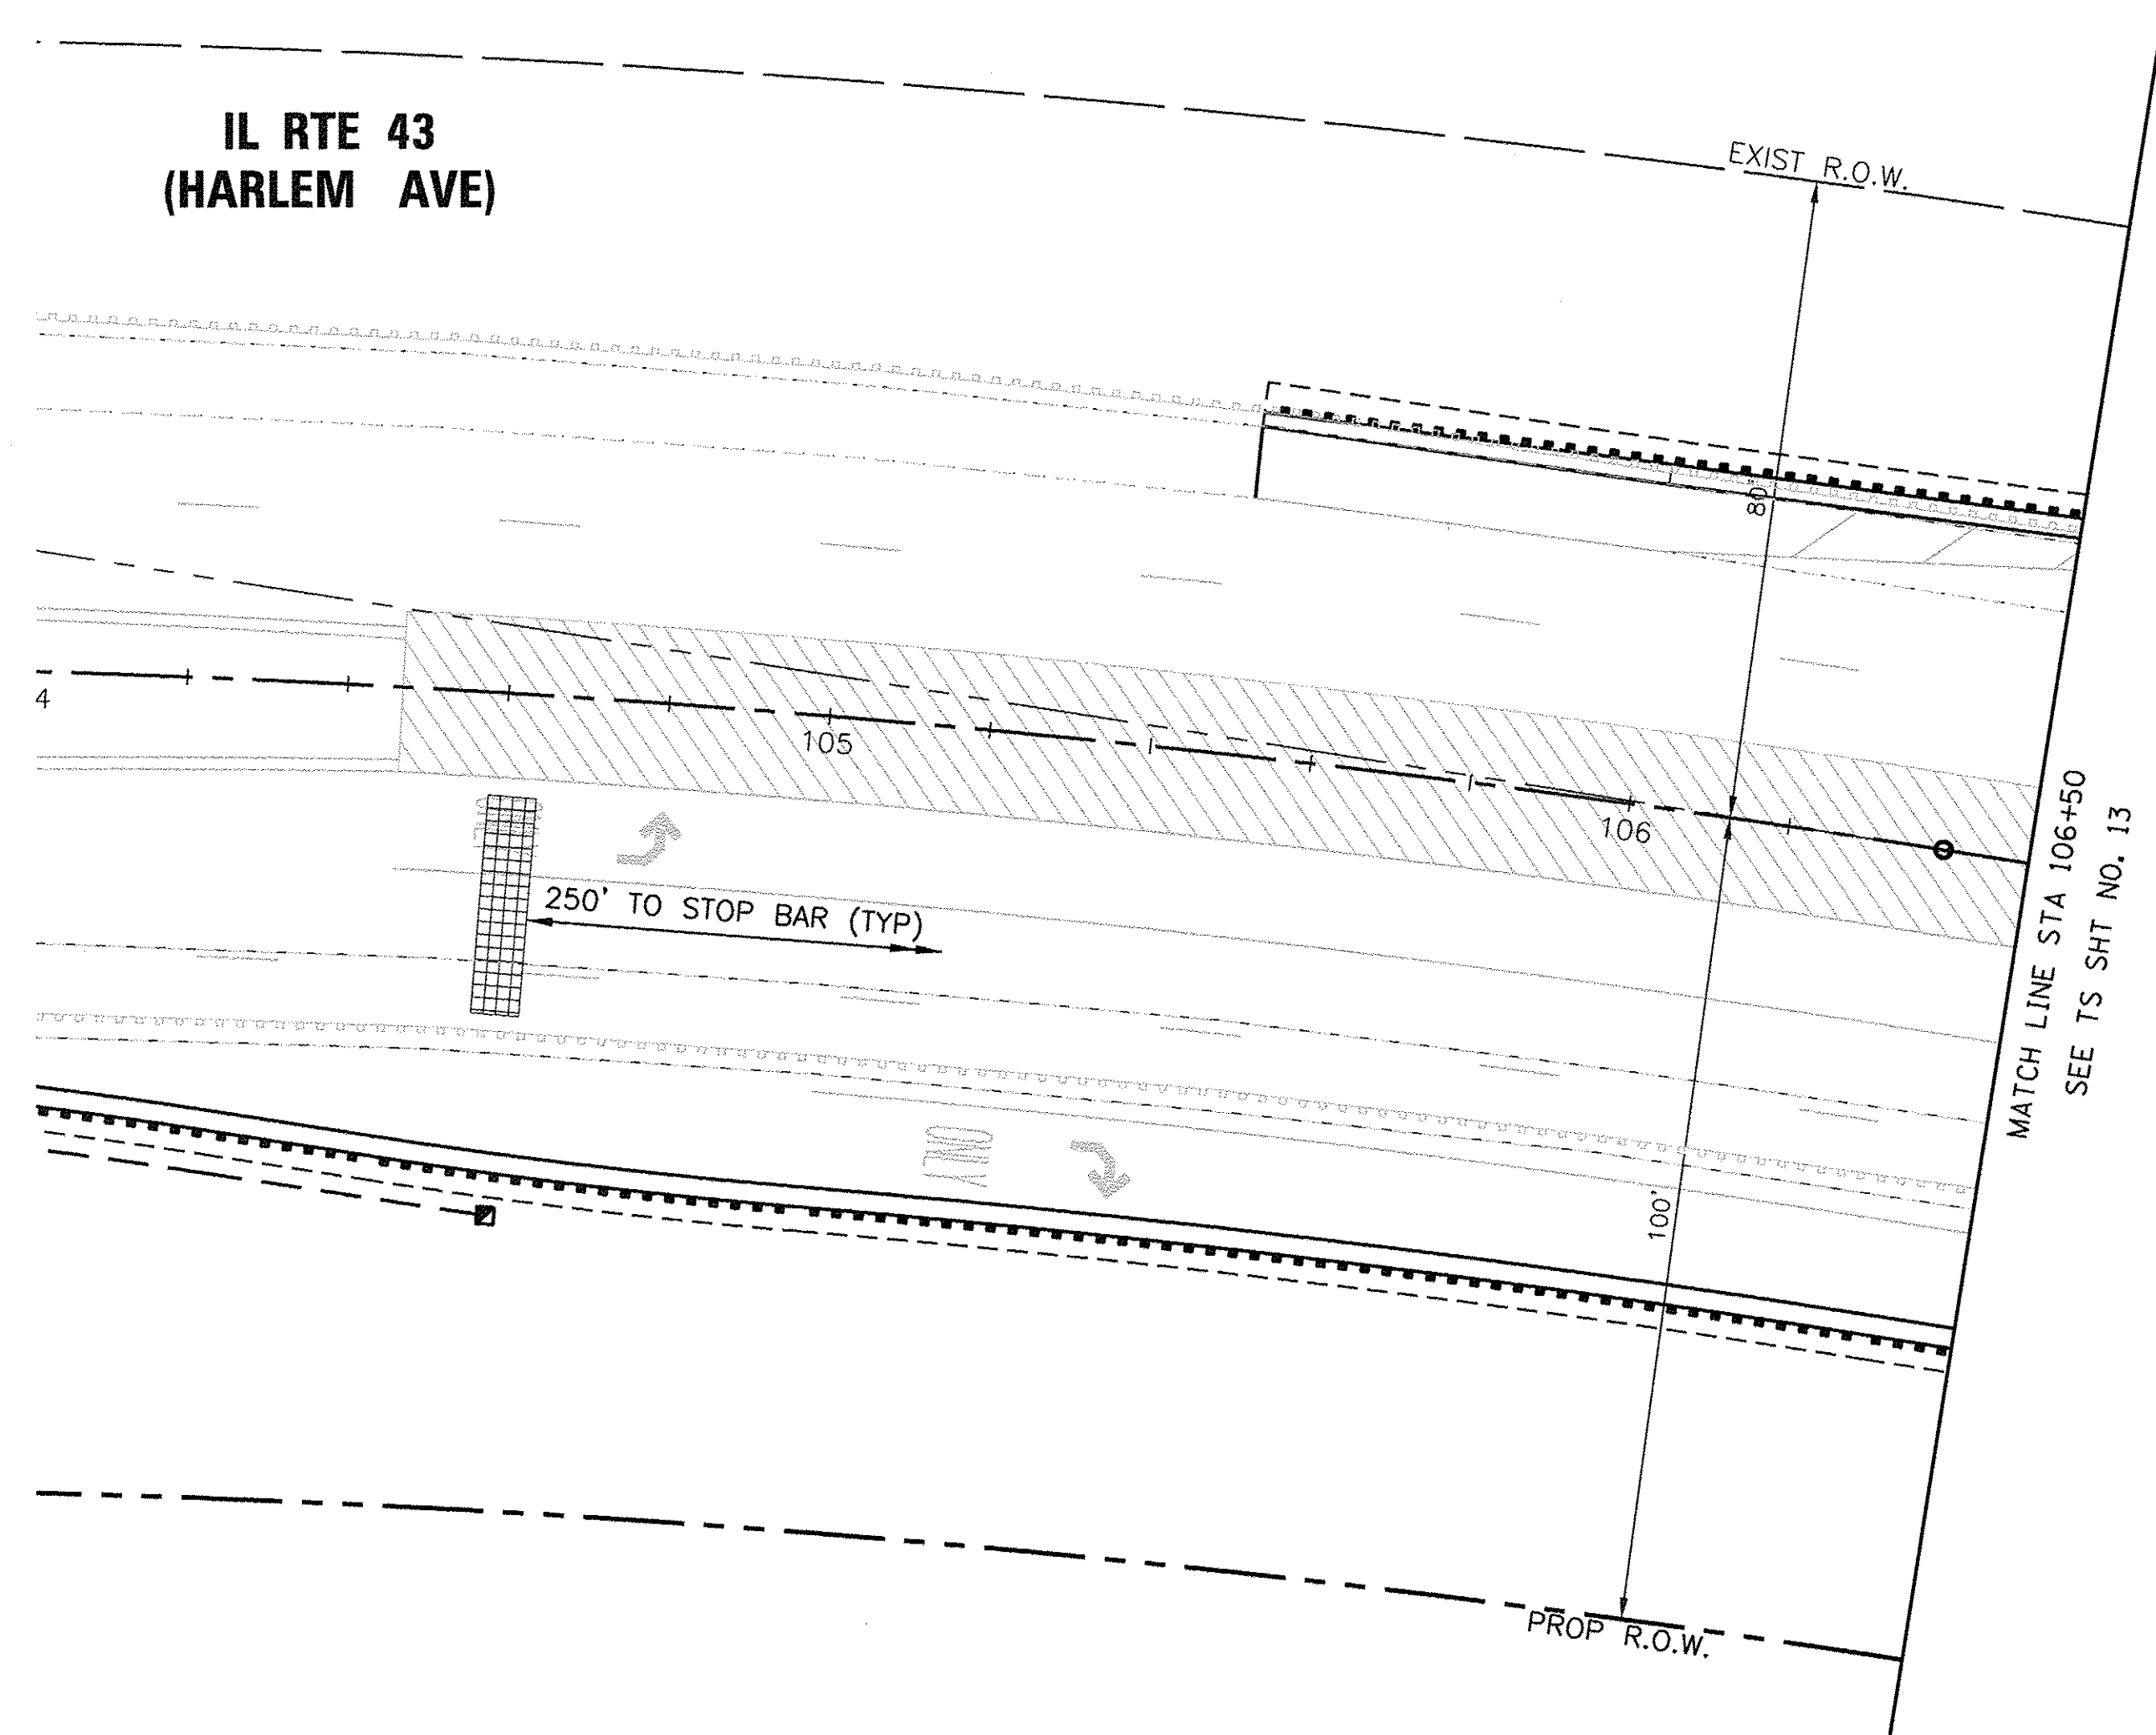 IL RTE 43
(HARLEM AVE)
EXIST R.O.W.
80'
4
105
106
250' TO STOP BAR (TYP)
ONLY
100'
MATCH LINE STA 106+50
SEE TS SHT NO. 13
PROP R.O.W.